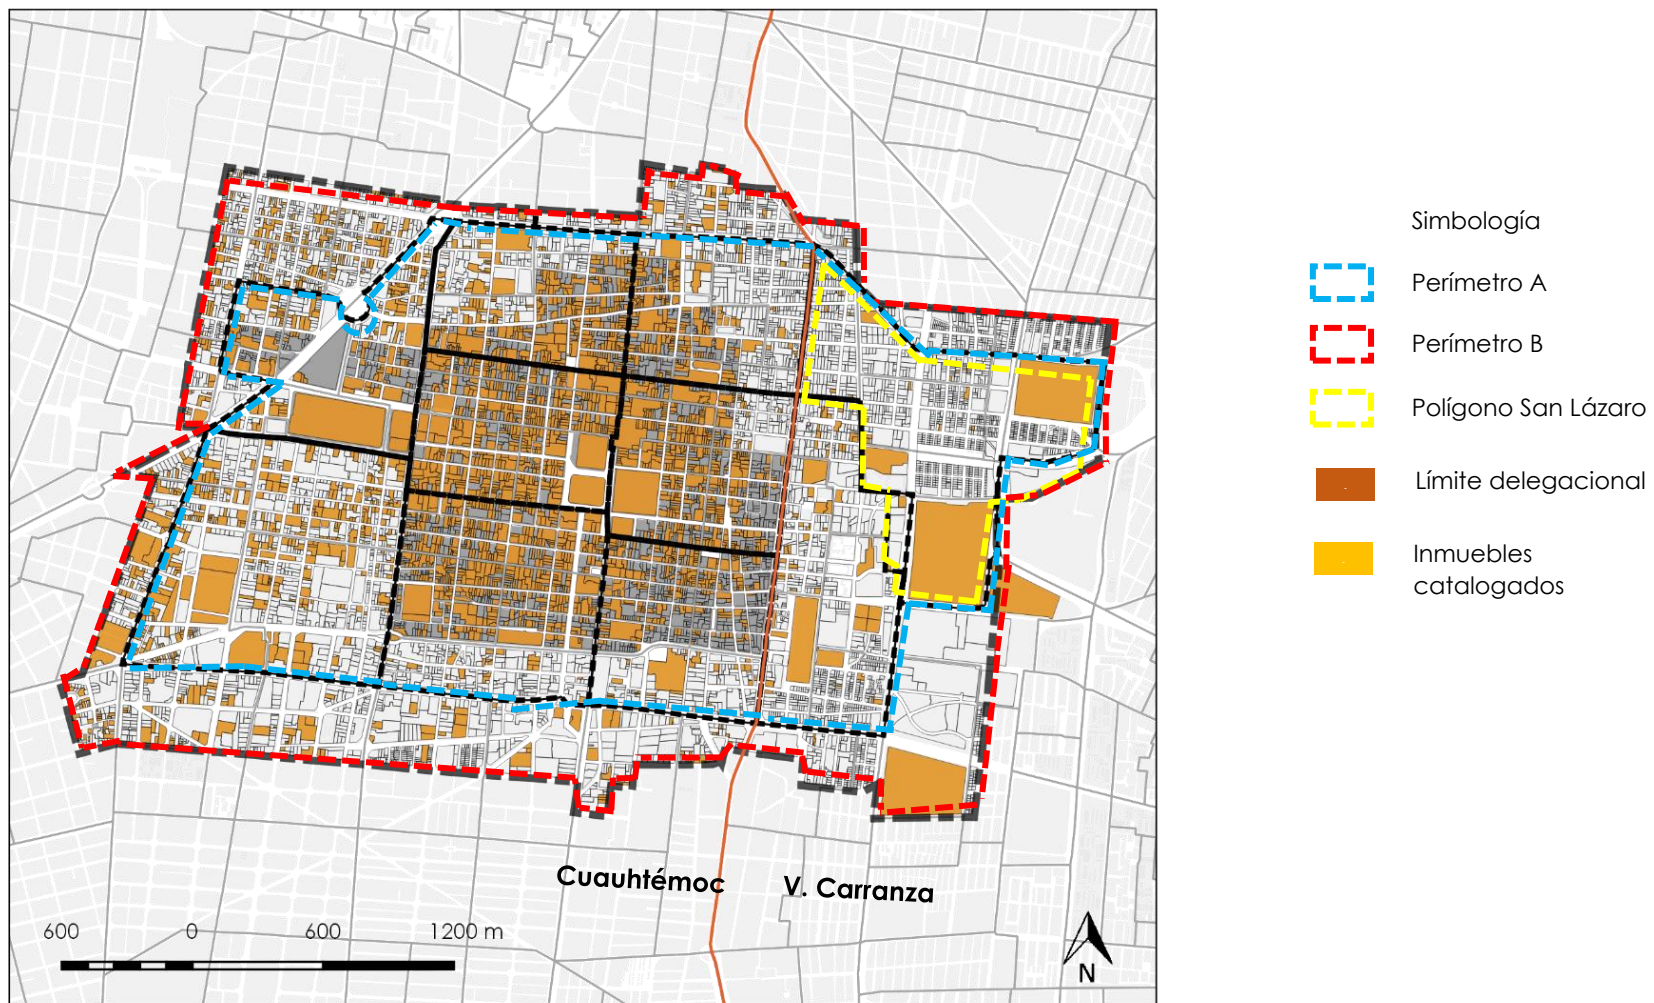 Simbología
Perímetro A
Perímetro B
Polígono San Lázaro
Límite delegacional
Inmuebles
catalogados
Cuauhtémoc
V. Carranza
600 0 600 1200 m
N